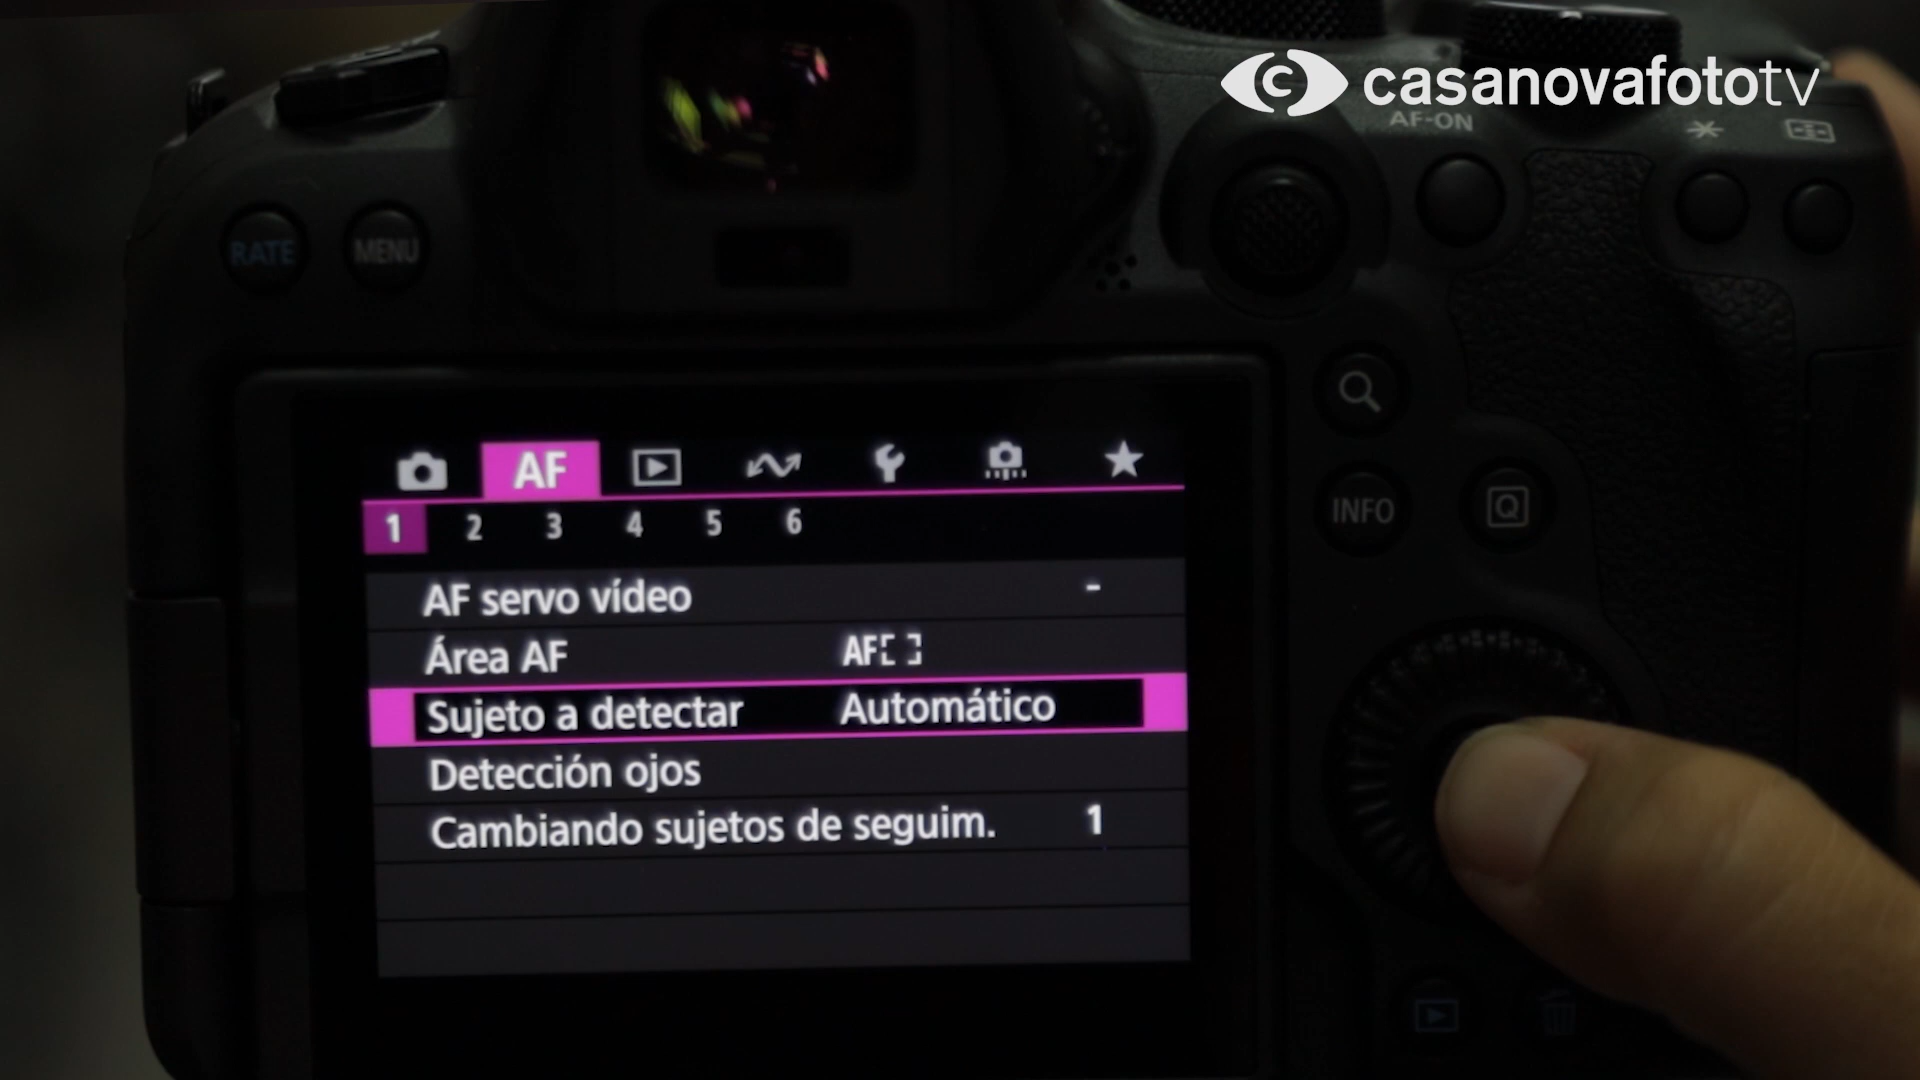 casanovafototv
AF-ON
RATE
MENU
AF
1 2 3 4 5 6
AF servo vídeo -
Área AF AF[ ]
Sujeto a detectar Automático
Detección ojos
Cambiando sujetos de seguim. 1
INFO
Q